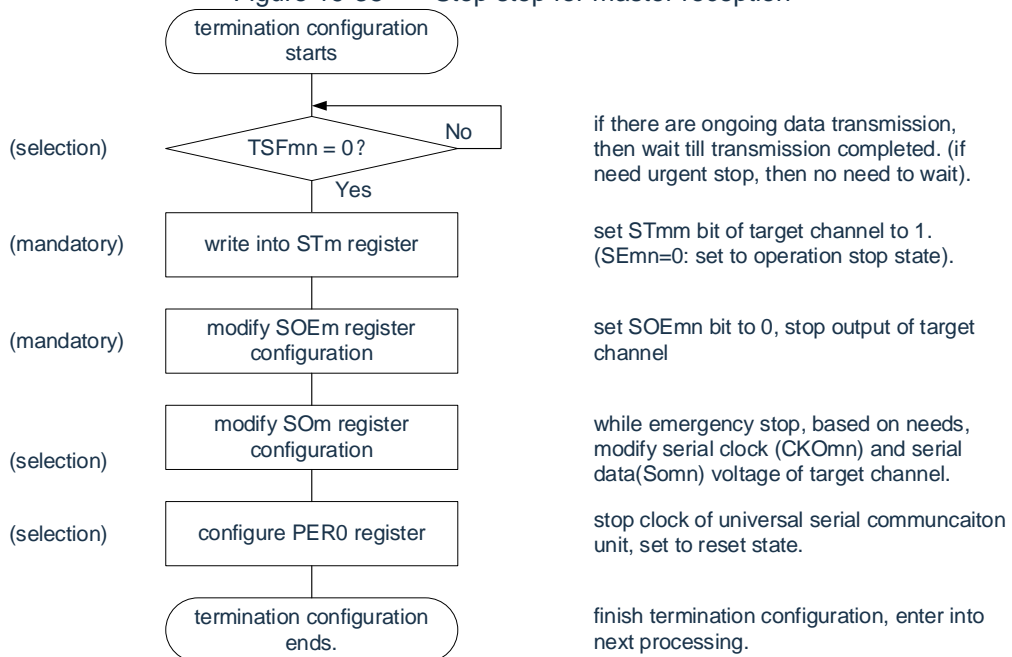 termination configuration
starts
(selection)
TSFmn = 0?
No
Yes
if there are ongoing data transmission,
then wait till transmission completed. (if
need urgent stop, then no need to wait).
(mandatory)
write into STm register
set STmm bit of target channel to 1.
(SEmn=0: set to operation stop state).
(mandatory)
modify SOEm register
configuration
set SOEmn bit to 0, stop output of target
channel
(selection)
modify SOm register
configuration
while emergency stop, based on needs,
modify serial clock (CKOmn) and serial
data(Somn) voltage of target channel.
(selection)
configure PER0 register
stop clock of universal serial communcaiton
unit, set to reset state.
termination configuration
ends.
finish termination configuration, enter into
next processing.